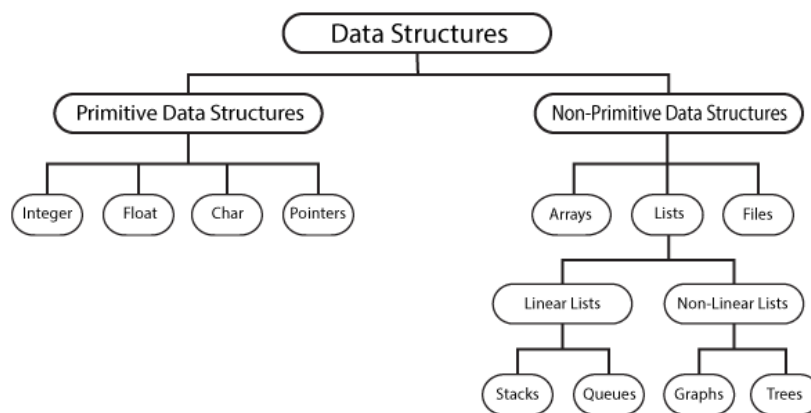 Data Structures
Primitive Data Structures
Non-Primitive Data Structures
Integer
Float
Char
Pointers
Arrays
Lists
Files
Linear Lists
Non-Linear Lists
Stacks
Queues
Graphs
Trees